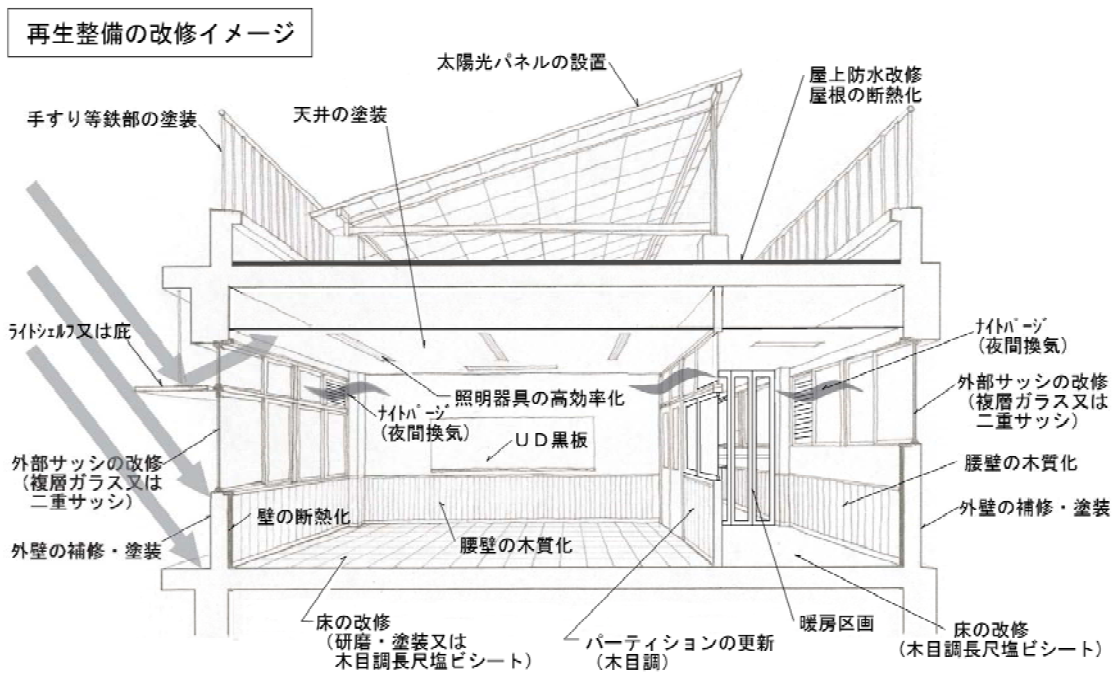 再生整備の改修イメージ
太陽光パネルの設置
屋上防水改修
屋根の断熱化
手すり等鉄部の塗装
天井の塗装
ﾗｲﾄｼｪﾙﾌ又は庇
ﾅｲﾄﾊﾟｰｼﾞ
（夜間換気）
照明器具の高効率化
ﾅｲﾄﾊﾟｰｼﾞ
（夜間換気）
外部サッシの改修
（複層ガラス又は
二重サッシ）
ＵＤ黒板
外部サッシの改修
（複層ガラス又は
二重サッシ）
腰壁の木質化
壁の断熱化
外壁の補修・塗装
腰壁の木質化
外壁の補修・塗装
床の改修
（研磨・塗装又は
木目調長尺塩ビシート）
パーティションの更新
（木目調）
暖房区画
床の改修
（木目調長尺塩ビシート）